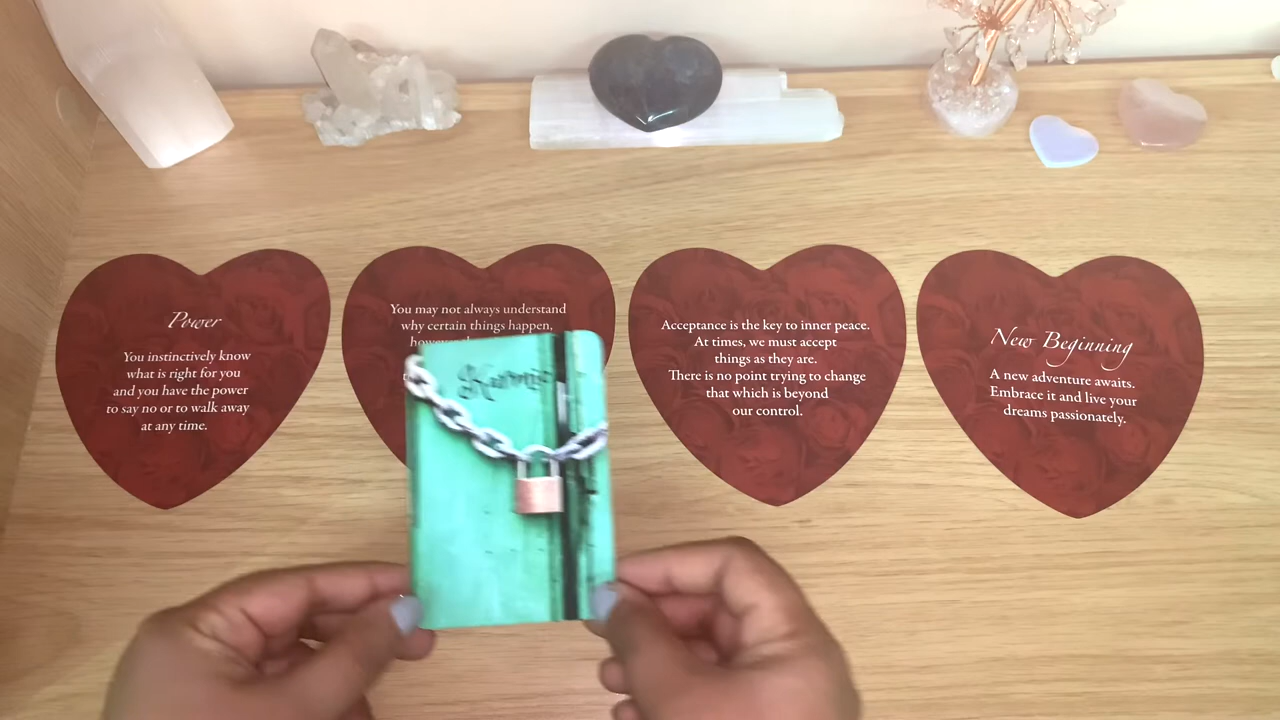 Power
You instinctively know
what is right for you
and you have the power
to say no or to walk away
at any time.
You may not always understand
why certain things happen,
Karmic
Acceptance is the key to inner peace.
At times, we must accept
things as they are.
There is no point trying to change
that which is beyond
our control.
New Beginning
A new adventure awaits.
Embrace it and live your
dreams passionately.